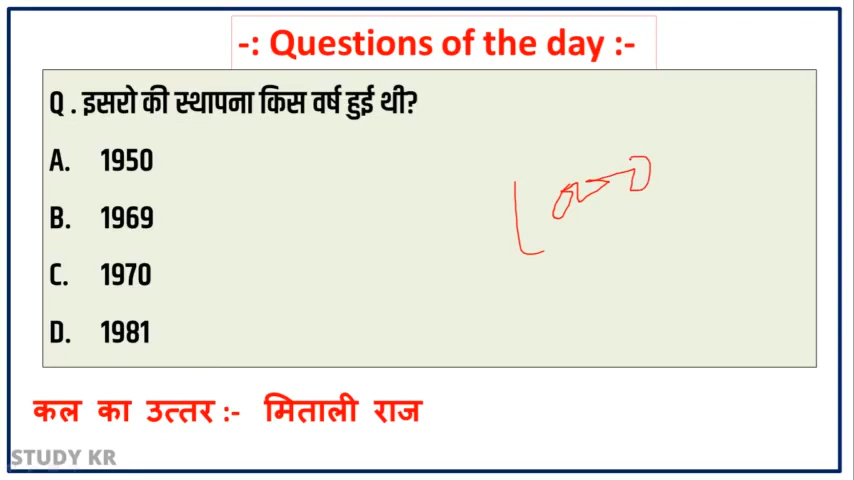 -: Questions of the day :-
Q . इसरो की स्थापना किस वर्ष हुई थी?
A. 1950
B. 1969
C. 1970
D. 1981
कल का उत्तर :- मिताली राज
STUDY KR